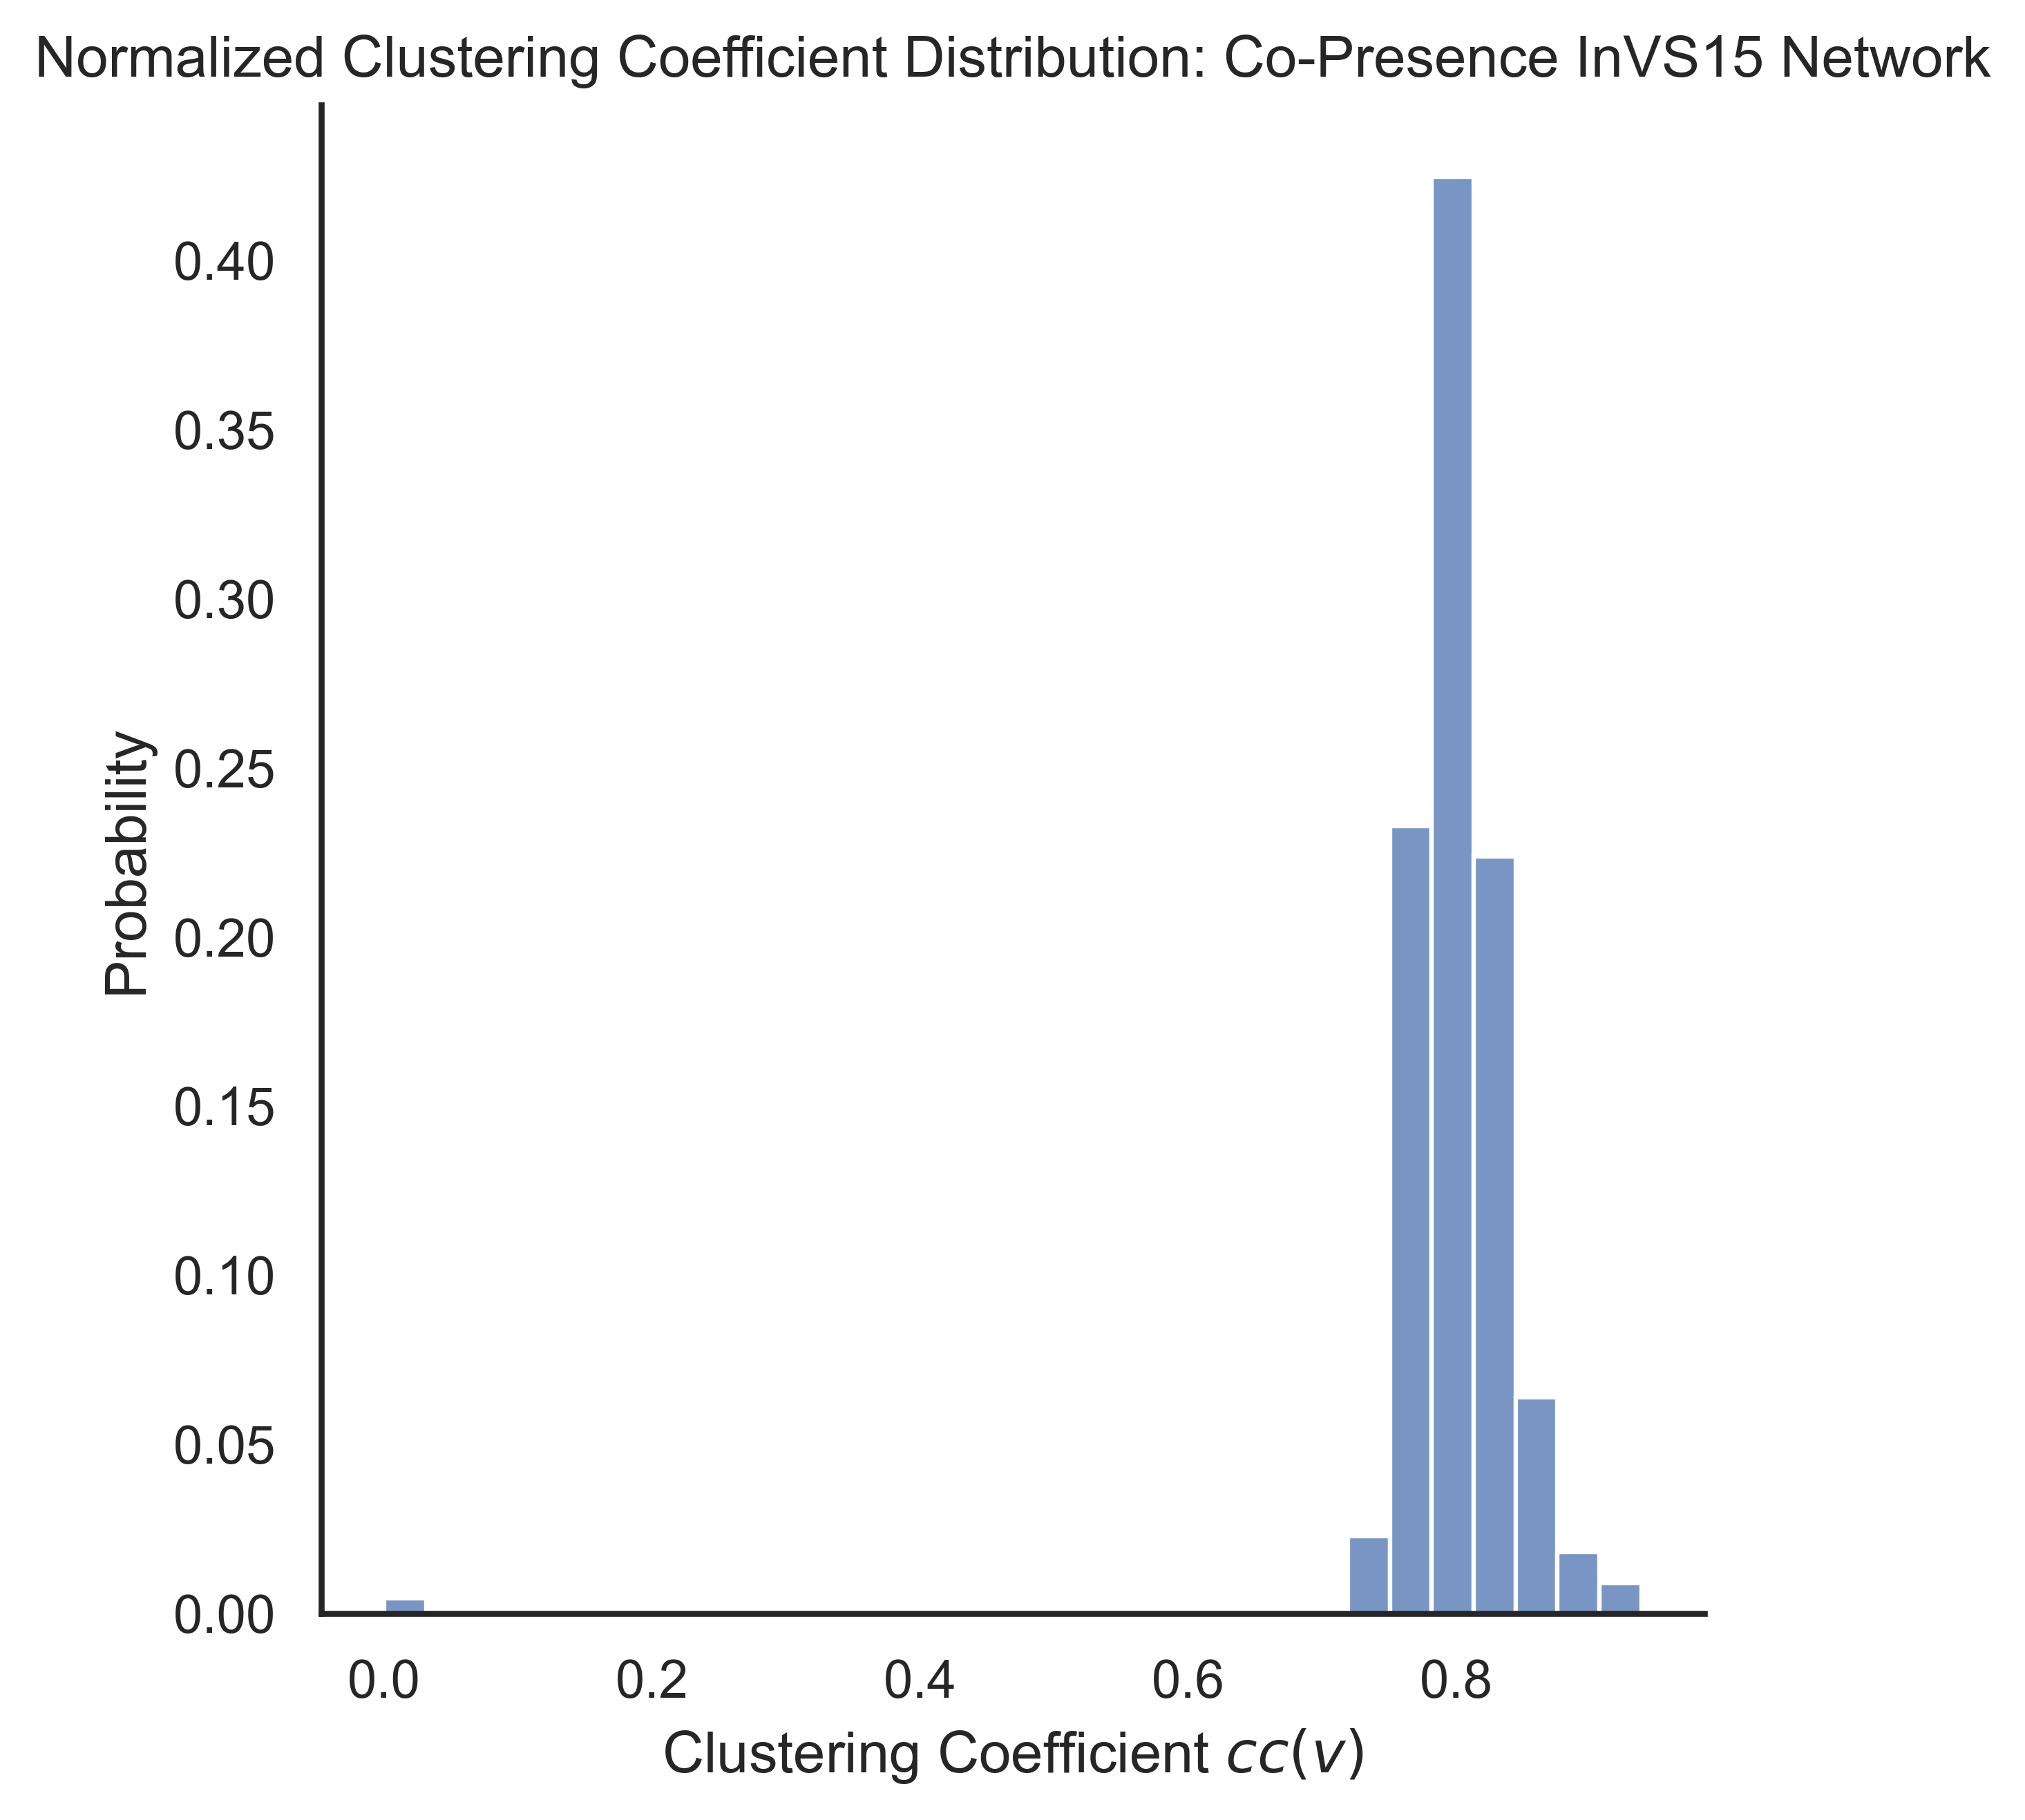 Normalized Clustering Coefficient Distribution: Co-Presence InVS15 Network
0.40
0.35
0.30
0.25
0.20
0.15
0.10
0.05
0.00
Probability
0.0 0.2 0.4 0.6 0.8
Clustering Coefficient cc(v)